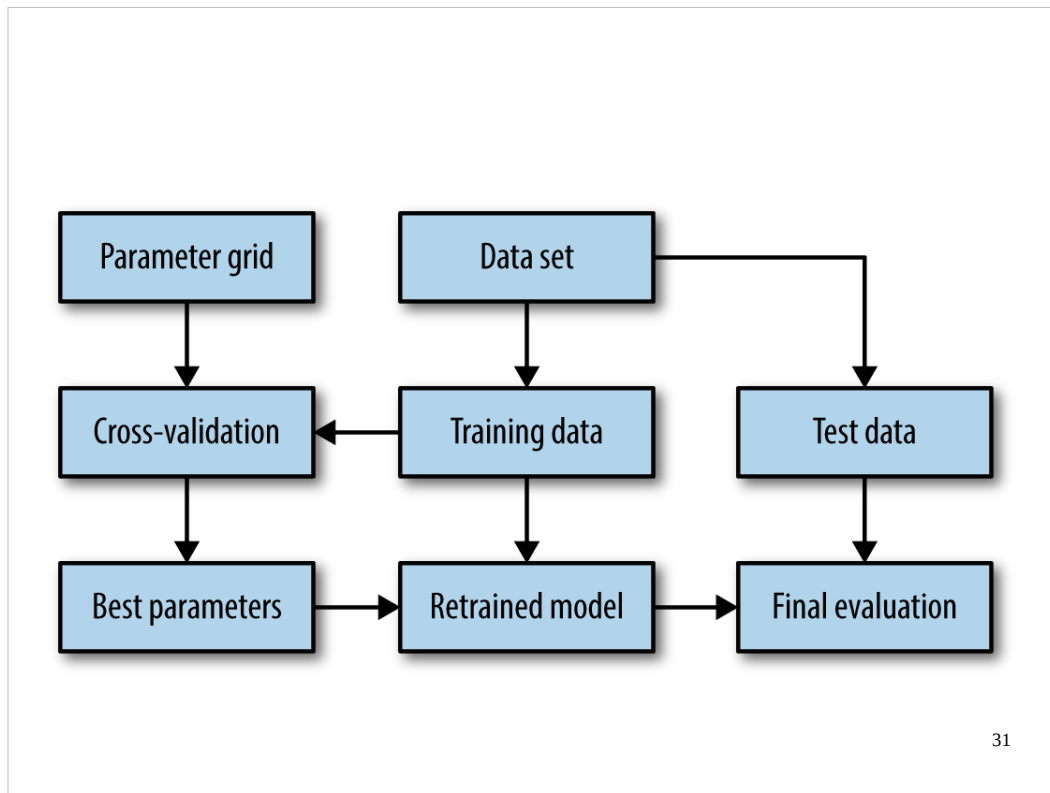 Parameter grid
Data set
Cross-validation
Training data
Test data
Best parameters
Retrained model
Final evaluation
31